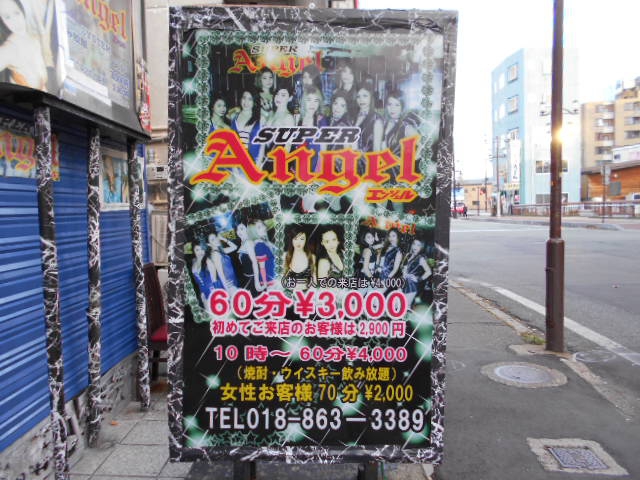 Angel
SUPER
Angel
SUPER
Angel
エンジェル
Angel
(お一人での来店は¥4,000)
60分¥3,000
初めてご来店のお客様は2,900円
10時～60分¥4,000
(焼酎・ウイスキー飲み放題)
女性お客様70分¥2,000
TEL018-863-3389